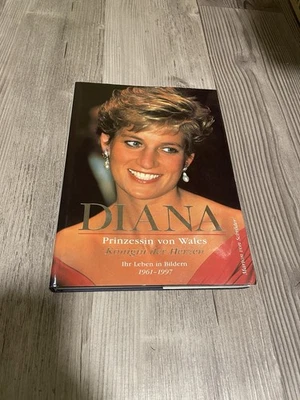 DIANA
Prinzessin von Wales
Königin der Herzen
Ihr Leben in Bildern
1961–1997